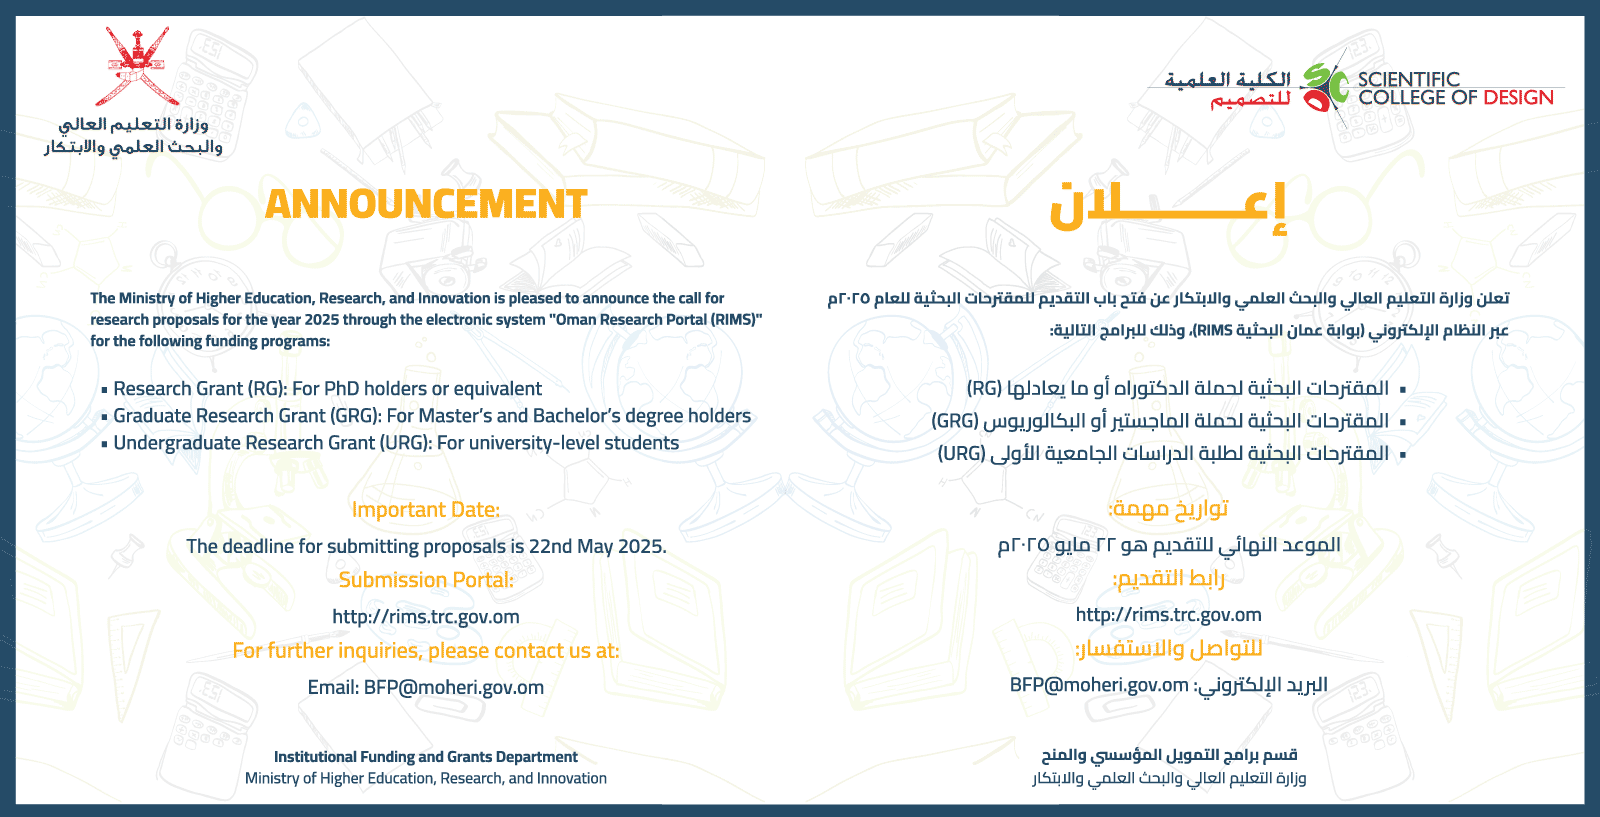 وزارة التعليم العالي
والبحث العلمي والابتكار
ANNOUNCEMENT
The Ministry of Higher Education, Research, and Innovation is pleased to announce the call for
research proposals for the year 2025 through the electronic system "Oman Research Portal (RIMS)"
for the following funding programs:
▪ Research Grant (RG): For PhD holders or equivalent
▪ Graduate Research Grant (GRG): For Master’s and Bachelor’s degree holders
▪ Undergraduate Research Grant (URG): For university-level students
Important Date:
The deadline for submitting proposals is 22nd May 2025.
Submission Portal:
http://rims.trc.gov.om
For further inquiries, please contact us at:
Email: BFP@moheri.gov.om
Institutional Funding and Grants Department
Ministry of Higher Education, Research, and Innovation
الكلية العلمية
للتصميم
SCIENTIFIC
COLLEGE OF DESIGN
إعـــــــلان
تعلن وزارة التعليم العالي والبحث العلمي والابتكار عن فتح باب التقديم للمقترحات البحثية للعام ٢٠٢٥م
عبر النظام الإلكتروني (بوابة عمان البحثية RIMS)، وذلك للبرامج التالية:
▪ المقترحات البحثية لحملة الدكتوراه أو ما يعادلها (RG)
▪ المقترحات البحثية لحملة الماجستير أو البكالوريوس (GRG)
▪ المقترحات البحثية لطلبة الدراسات الجامعية الأولى (URG)
تواريخ مهمة:
الموعد النهائي للتقديم هو ٢٢ مايو ٢٠٢٥م
رابط التقديم:
http://rims.trc.gov.om
للتواصل والاستفسار:
البريد الإلكتروني: BFP@moheri.gov.om
قسم برامج التمويل المؤسسي والمنح
وزارة التعليم العالي والبحث العلمي والابتكار